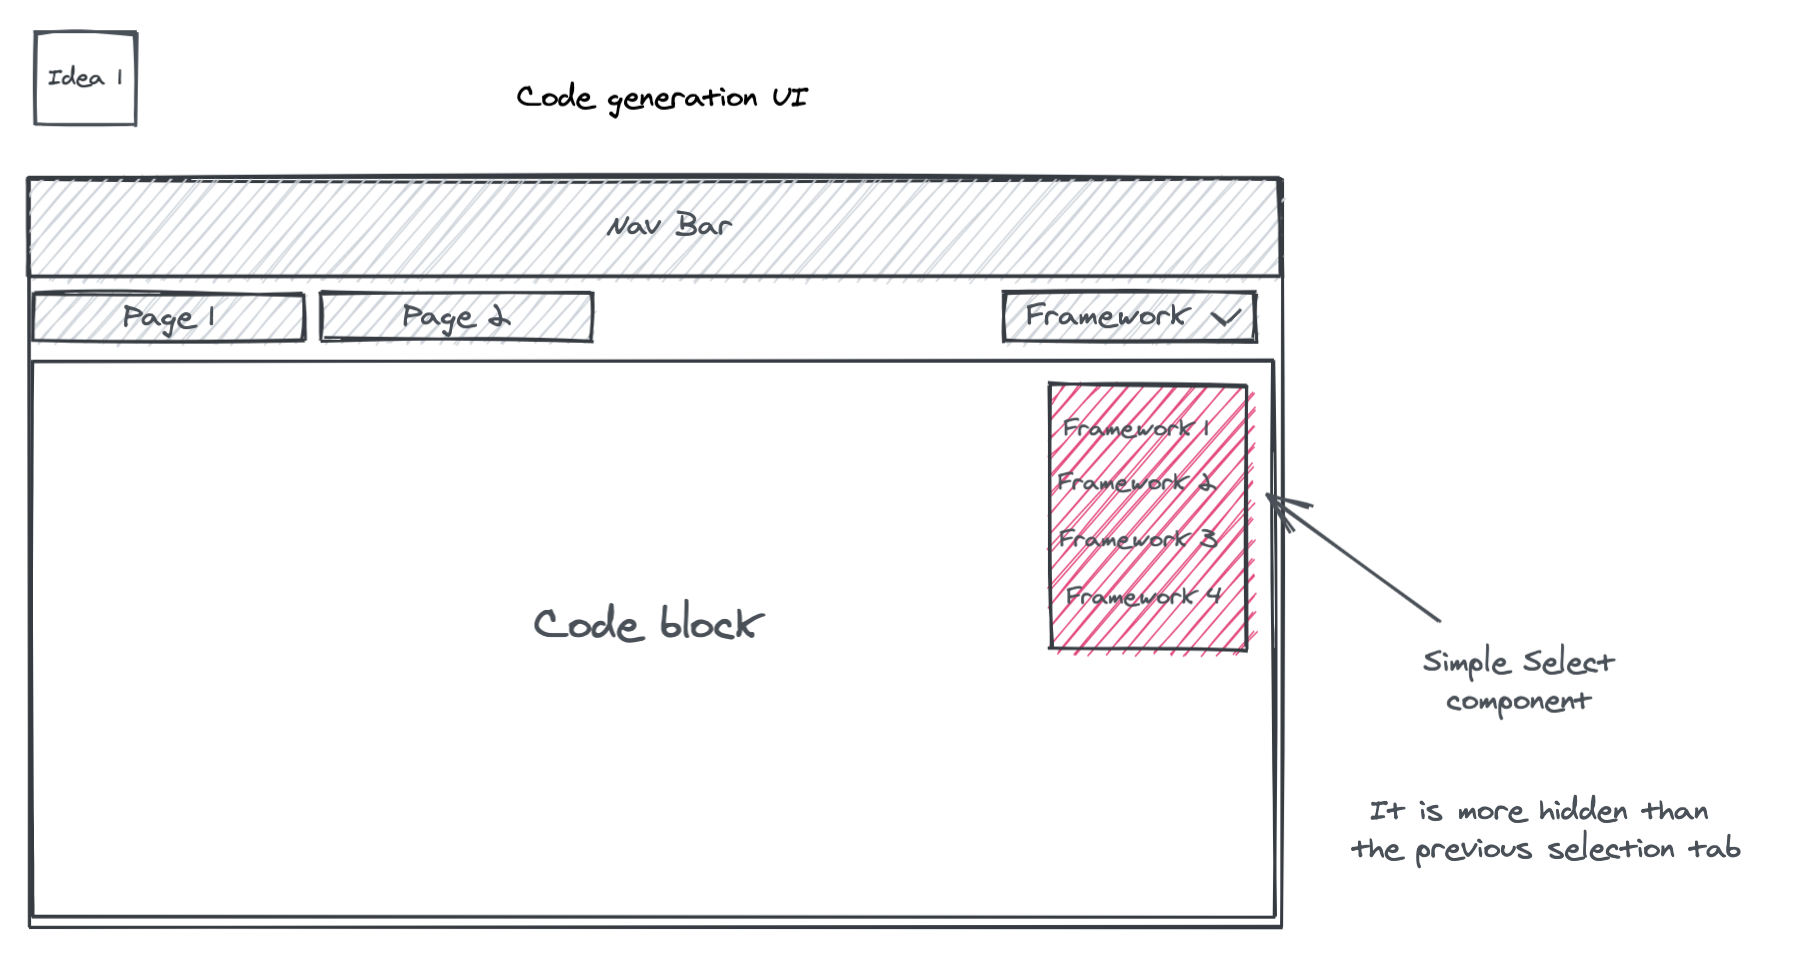 Idea 1
Code generation UI
Nav Bar
Page 1
Page 2
Framework
Framework 1
Framework 2
Framework 3
Framework 4
Code block
Simple Select
component
It is more hidden than
the previous selection tab